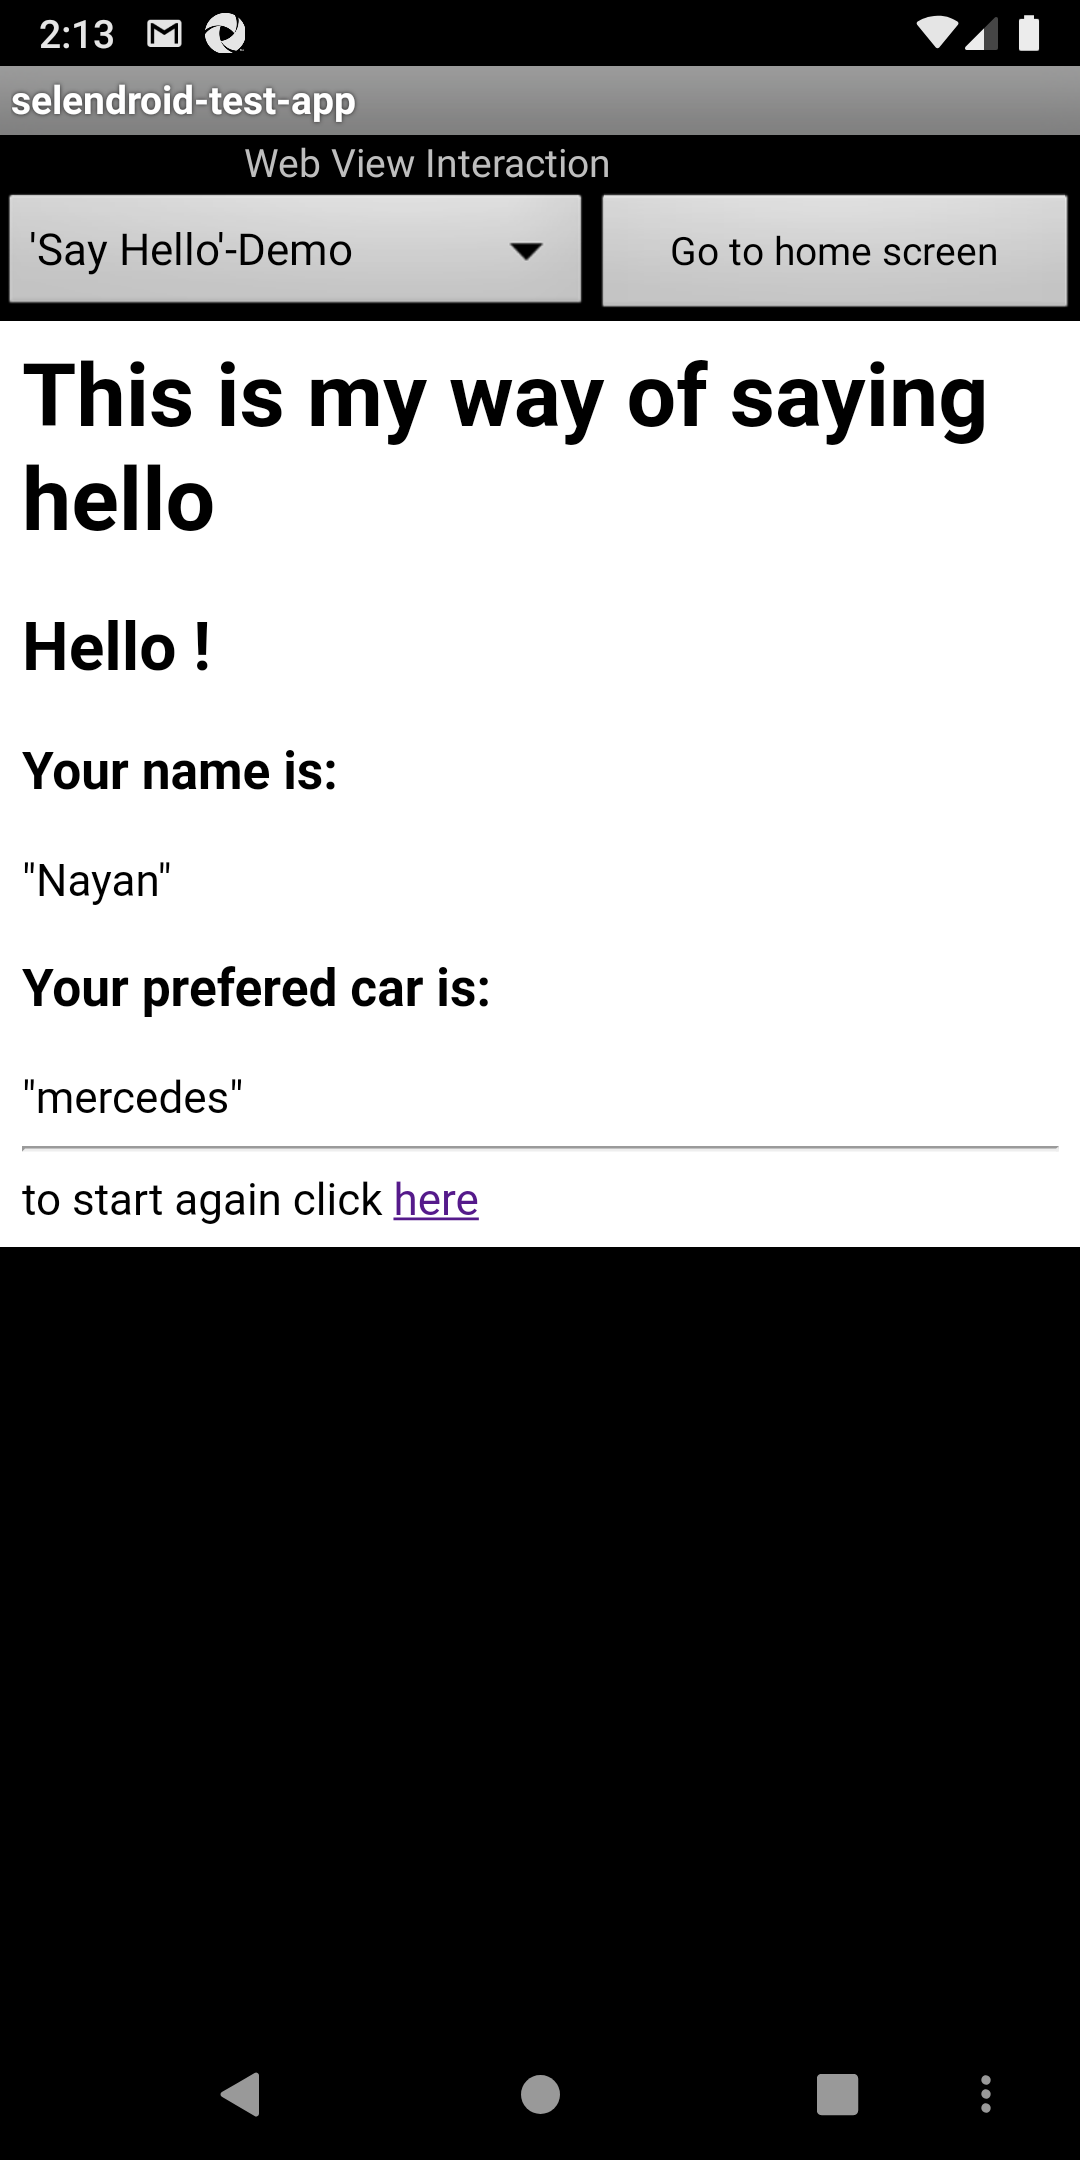 2:13
selendroid-test-app
Web View Interaction
'Say Hello'-Demo
Go to home screen
This is my way of saying
hello
Hello !
Your name is:
"Nayan"
Your prefered car is:
"mercedes"
to start again click here